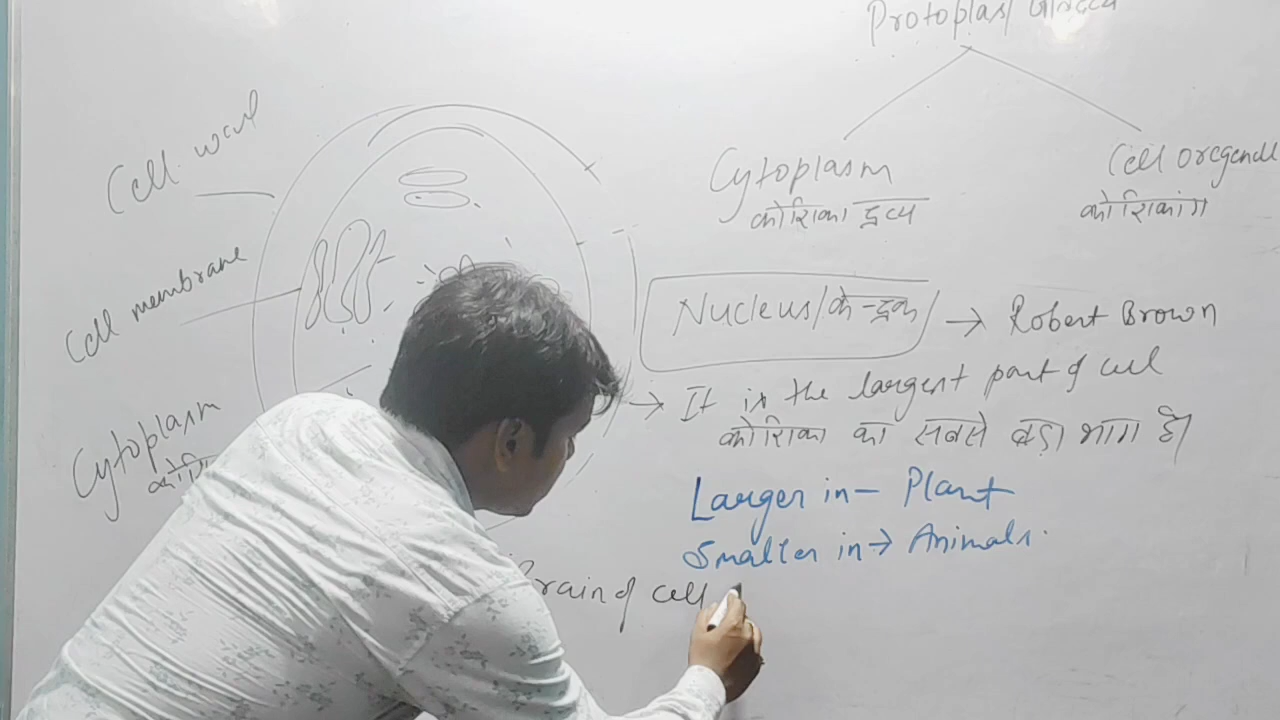 Protoplast
Cytoplasm
कोशिका द्रव्य
Cell oregenell
कोशिकांग
Cell wall
Cell membrane
Cytoplasm
Nucleus/केन्द्रक → Robert Brown
→ It is the largest part of cell
कोशिका का सबसे बड़ा भाग है।
Larger in - Plant
Smaller in → Animals.
Brain of cell